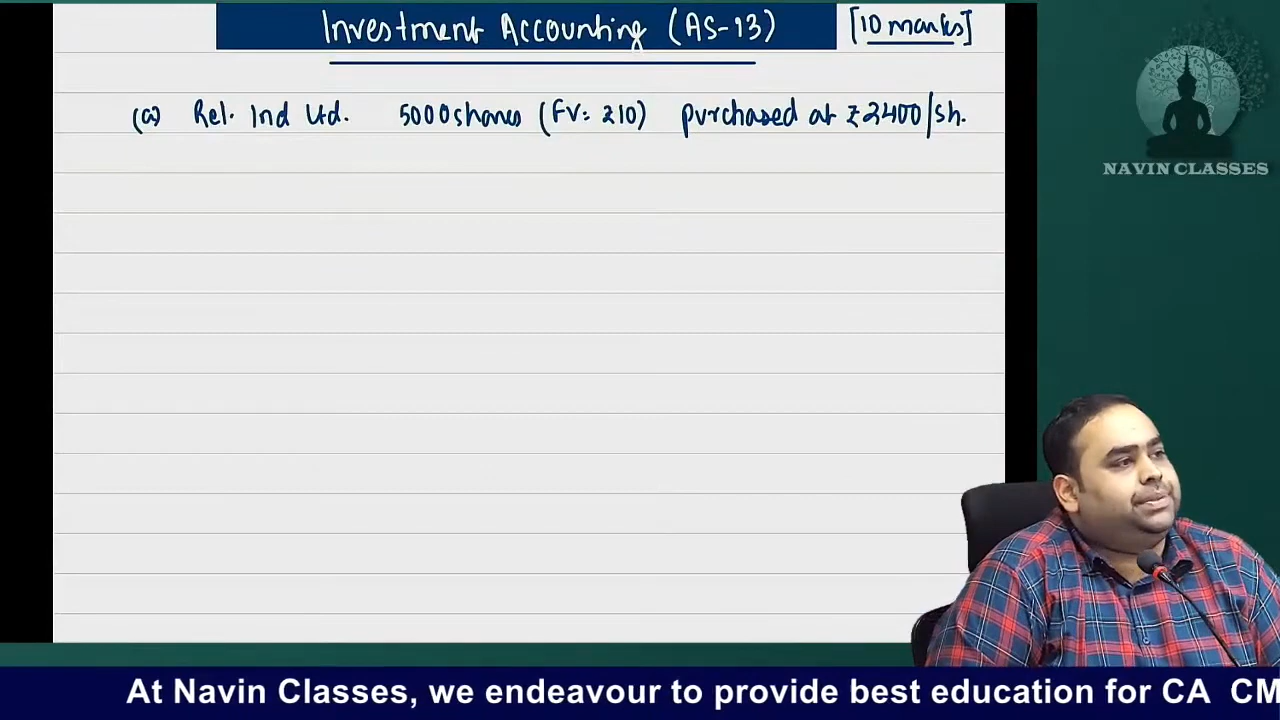 Investment Accounting (AS-13) [10 marks]
(a) Rel. Ind Ltd. 5000 shares (FV: ₹10) purchased at ₹2400/sh.
NAVIN CLASSES
At Navin Classes, we endeavour to provide best education for CA CM